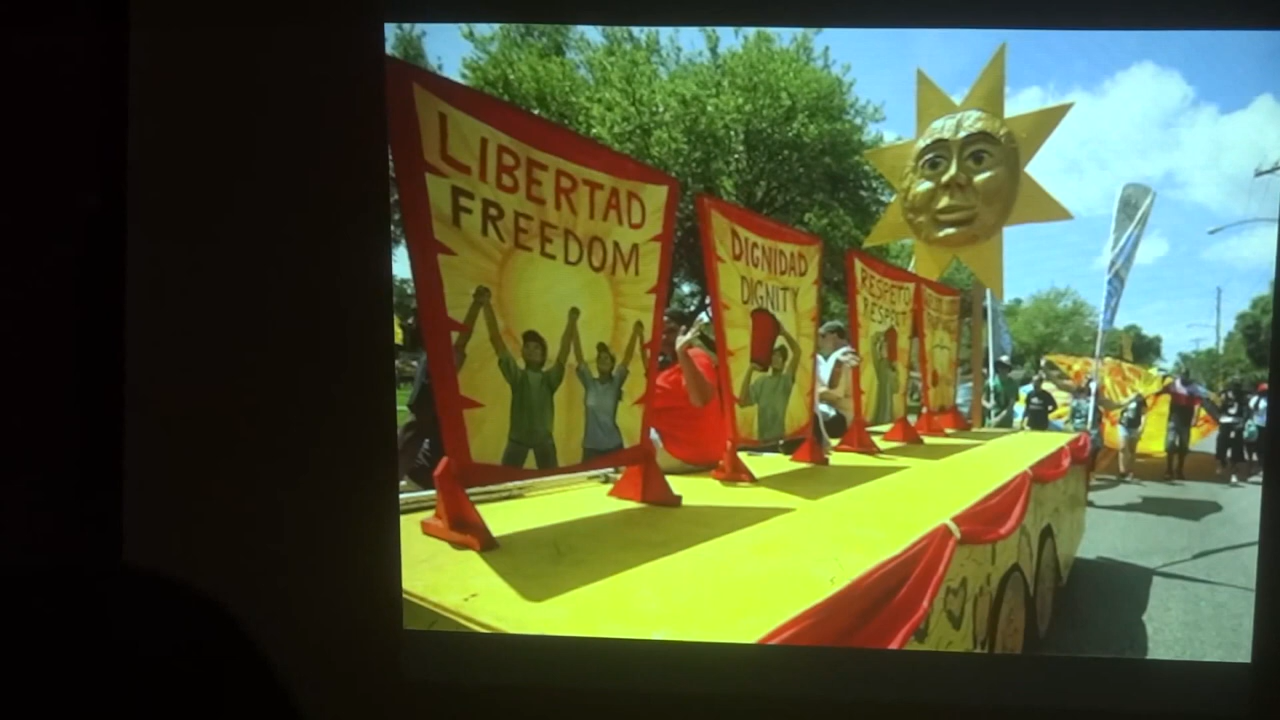 LIBERTAD
FREEDOM
DIGNIDAD
DIGNITY
RESPETO
RESPECT